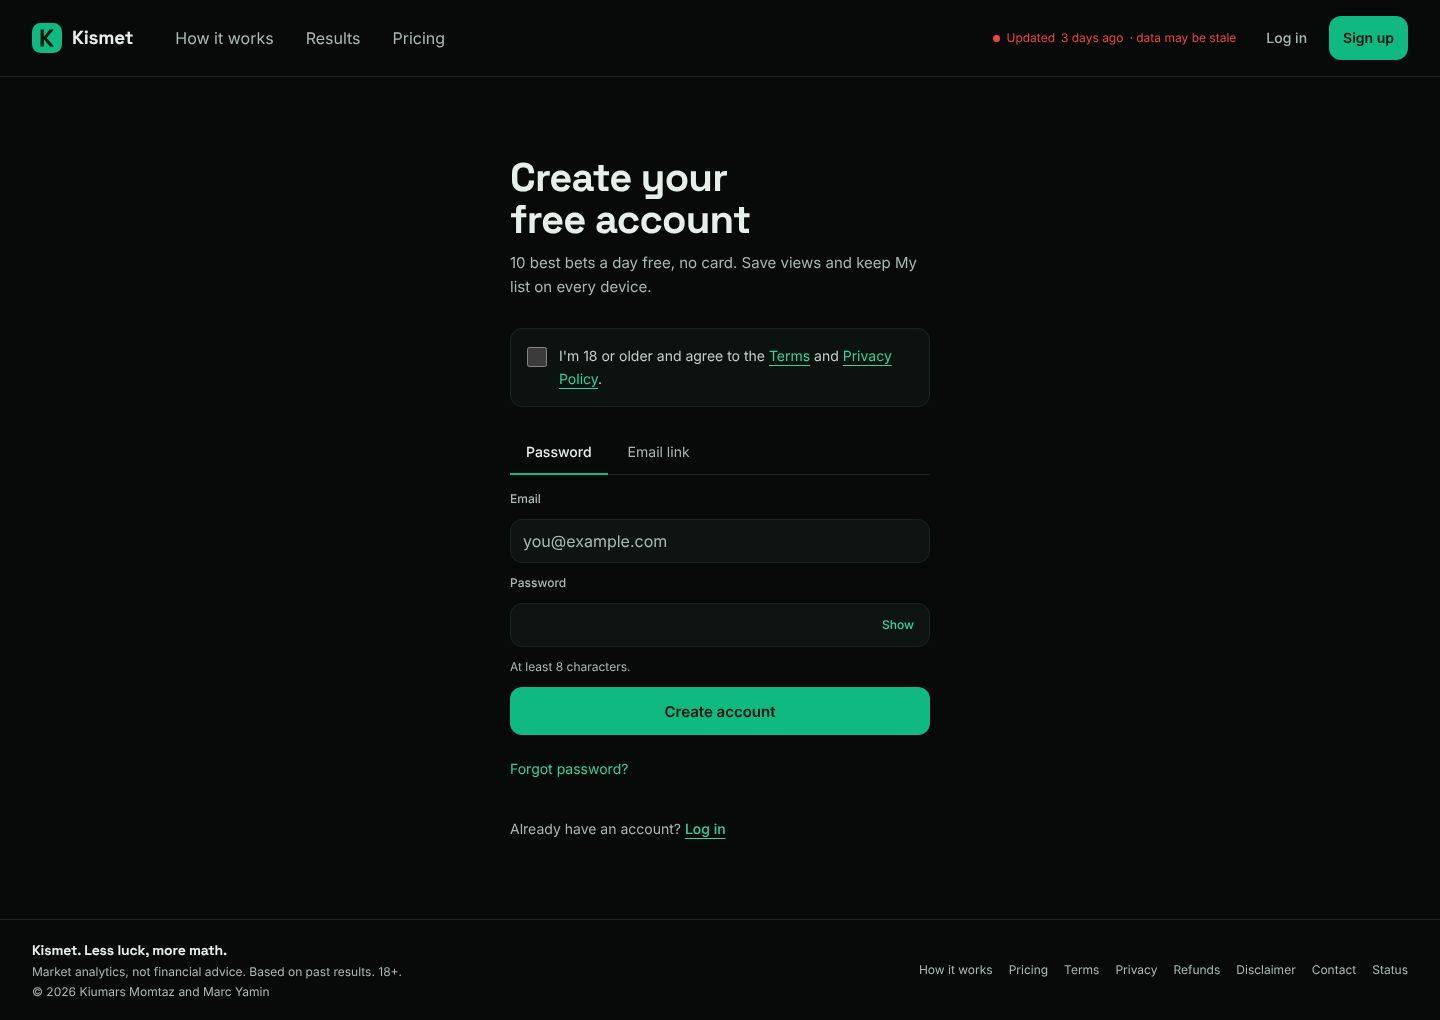 K Kismet How it works Results Pricing Updated 3 days ago · data may be stale Log in Sign up
Create your
free account
10 best bets a day free, no card. Save views and keep My
list on every device.
I'm 18 or older and agree to the Terms and Privacy
Policy.
Password Email link
Email
you@example.com
Password
Show
At least 8 characters.
Create account
Forgot password?
Already have an account? Log in
Kismet. Less luck, more math.
Market analytics, not financial advice. Based on past results. 18+.
© 2026 Kiumars Momtaz and Marc Yamin
How it works Pricing Terms Privacy Refunds Disclaimer Contact Status